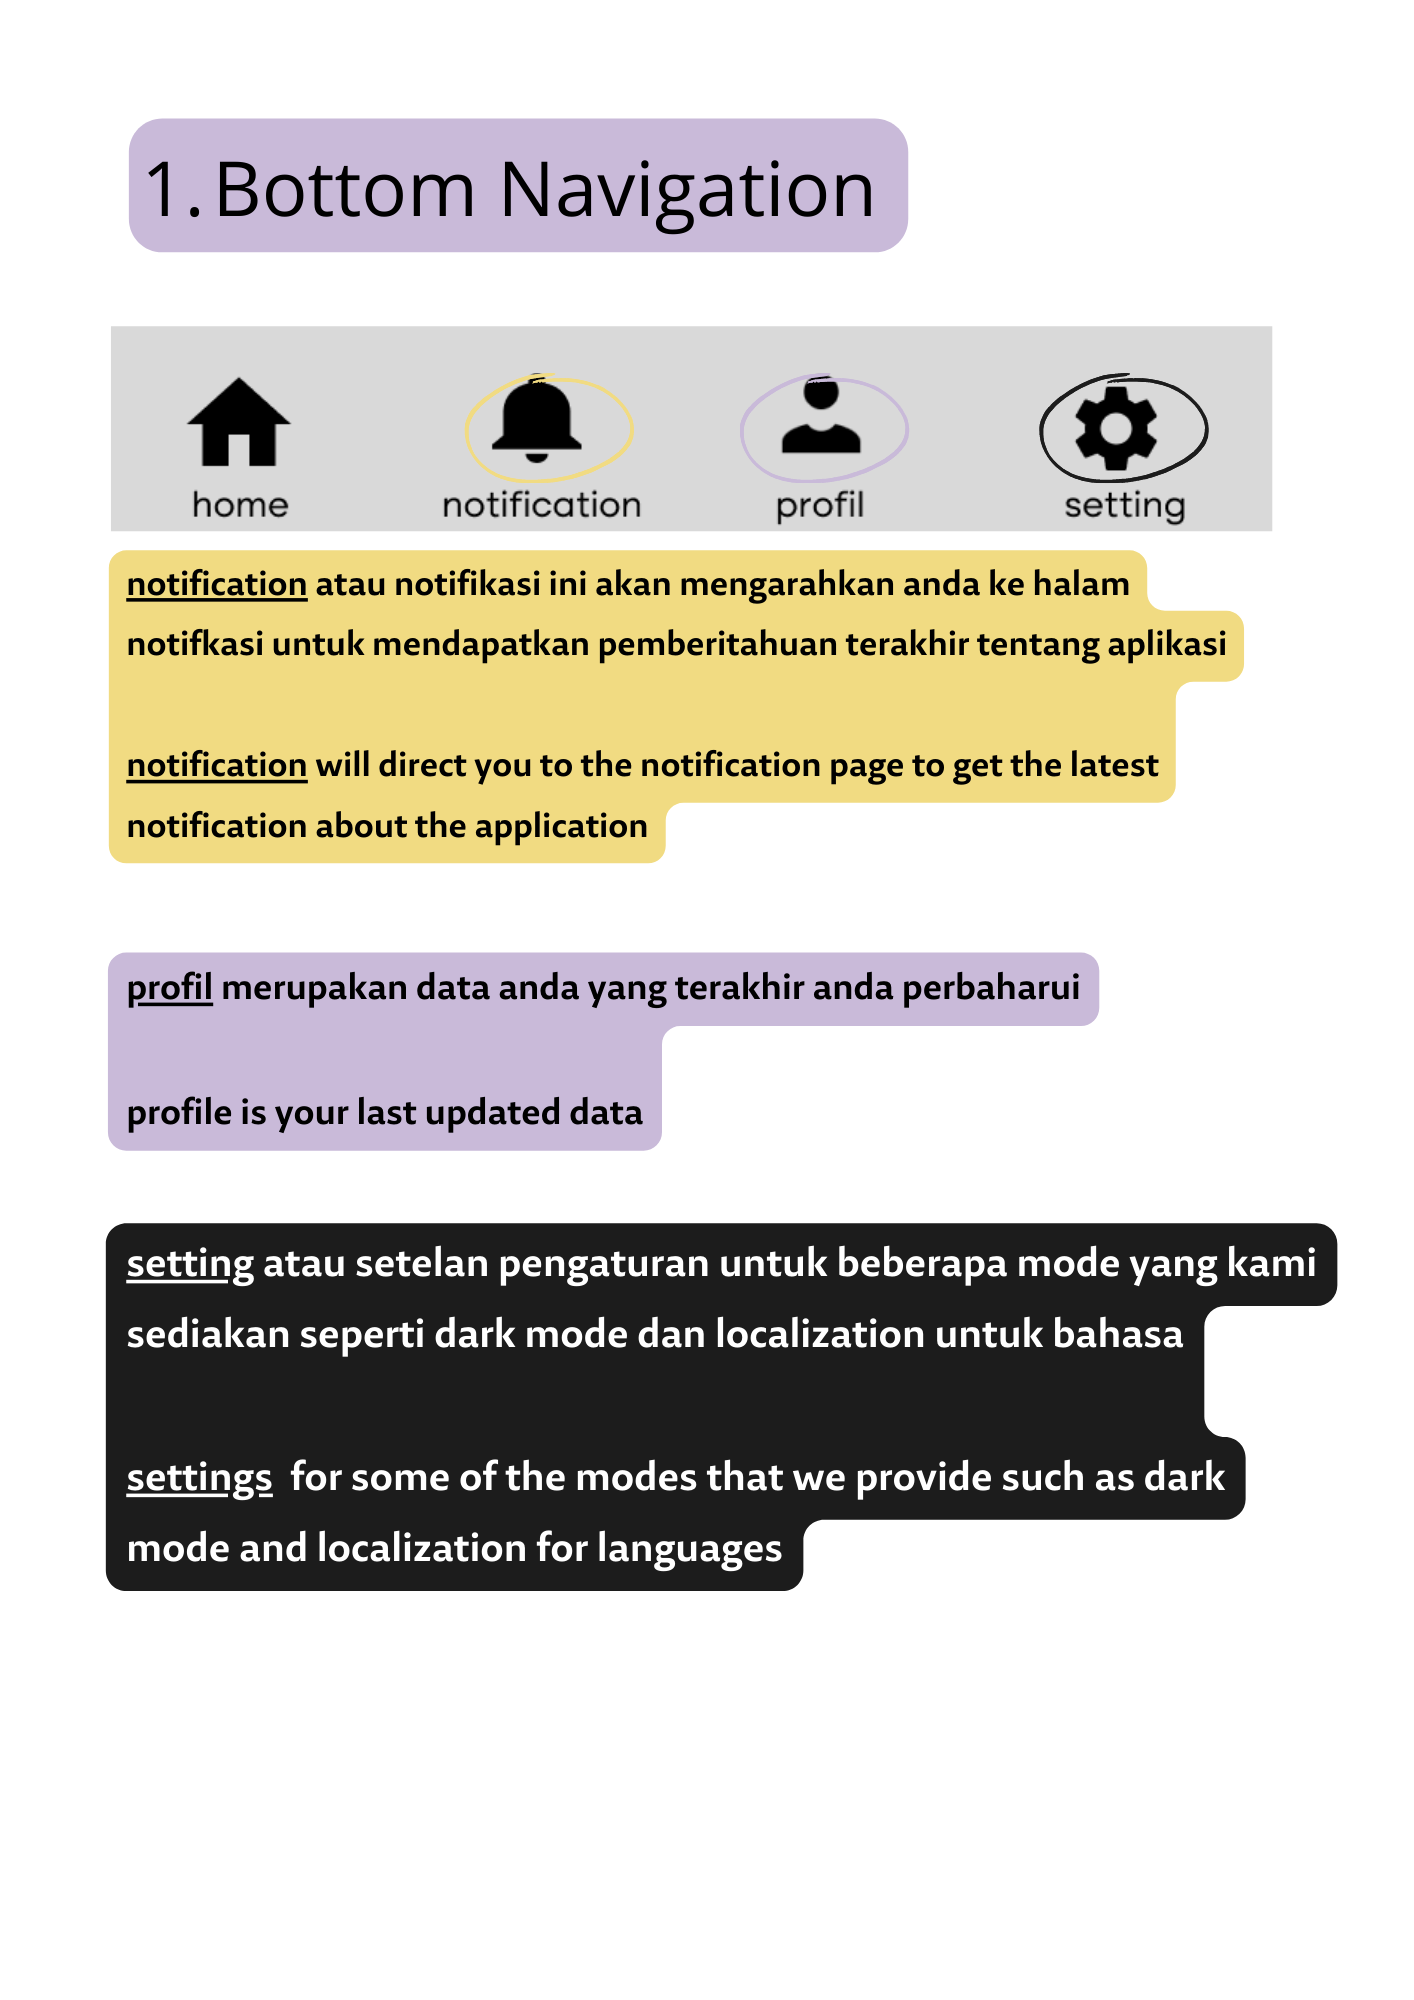 1. Bottom Navigation
home notification profil setting
notification atau notifikasi ini akan mengarahkan anda ke halam
notifkasi untuk mendapatkan pemberitahuan terakhir tentang aplikasi
notification will direct you to the notification page to get the latest
notification about the application
profil merupakan data anda yang terakhir anda perbaharui
profile is your last updated data
setting atau setelan pengaturan untuk beberapa mode yang kami
sediakan seperti dark mode dan localization untuk bahasa
settings for some of the modes that we provide such as dark
mode and localization for languages